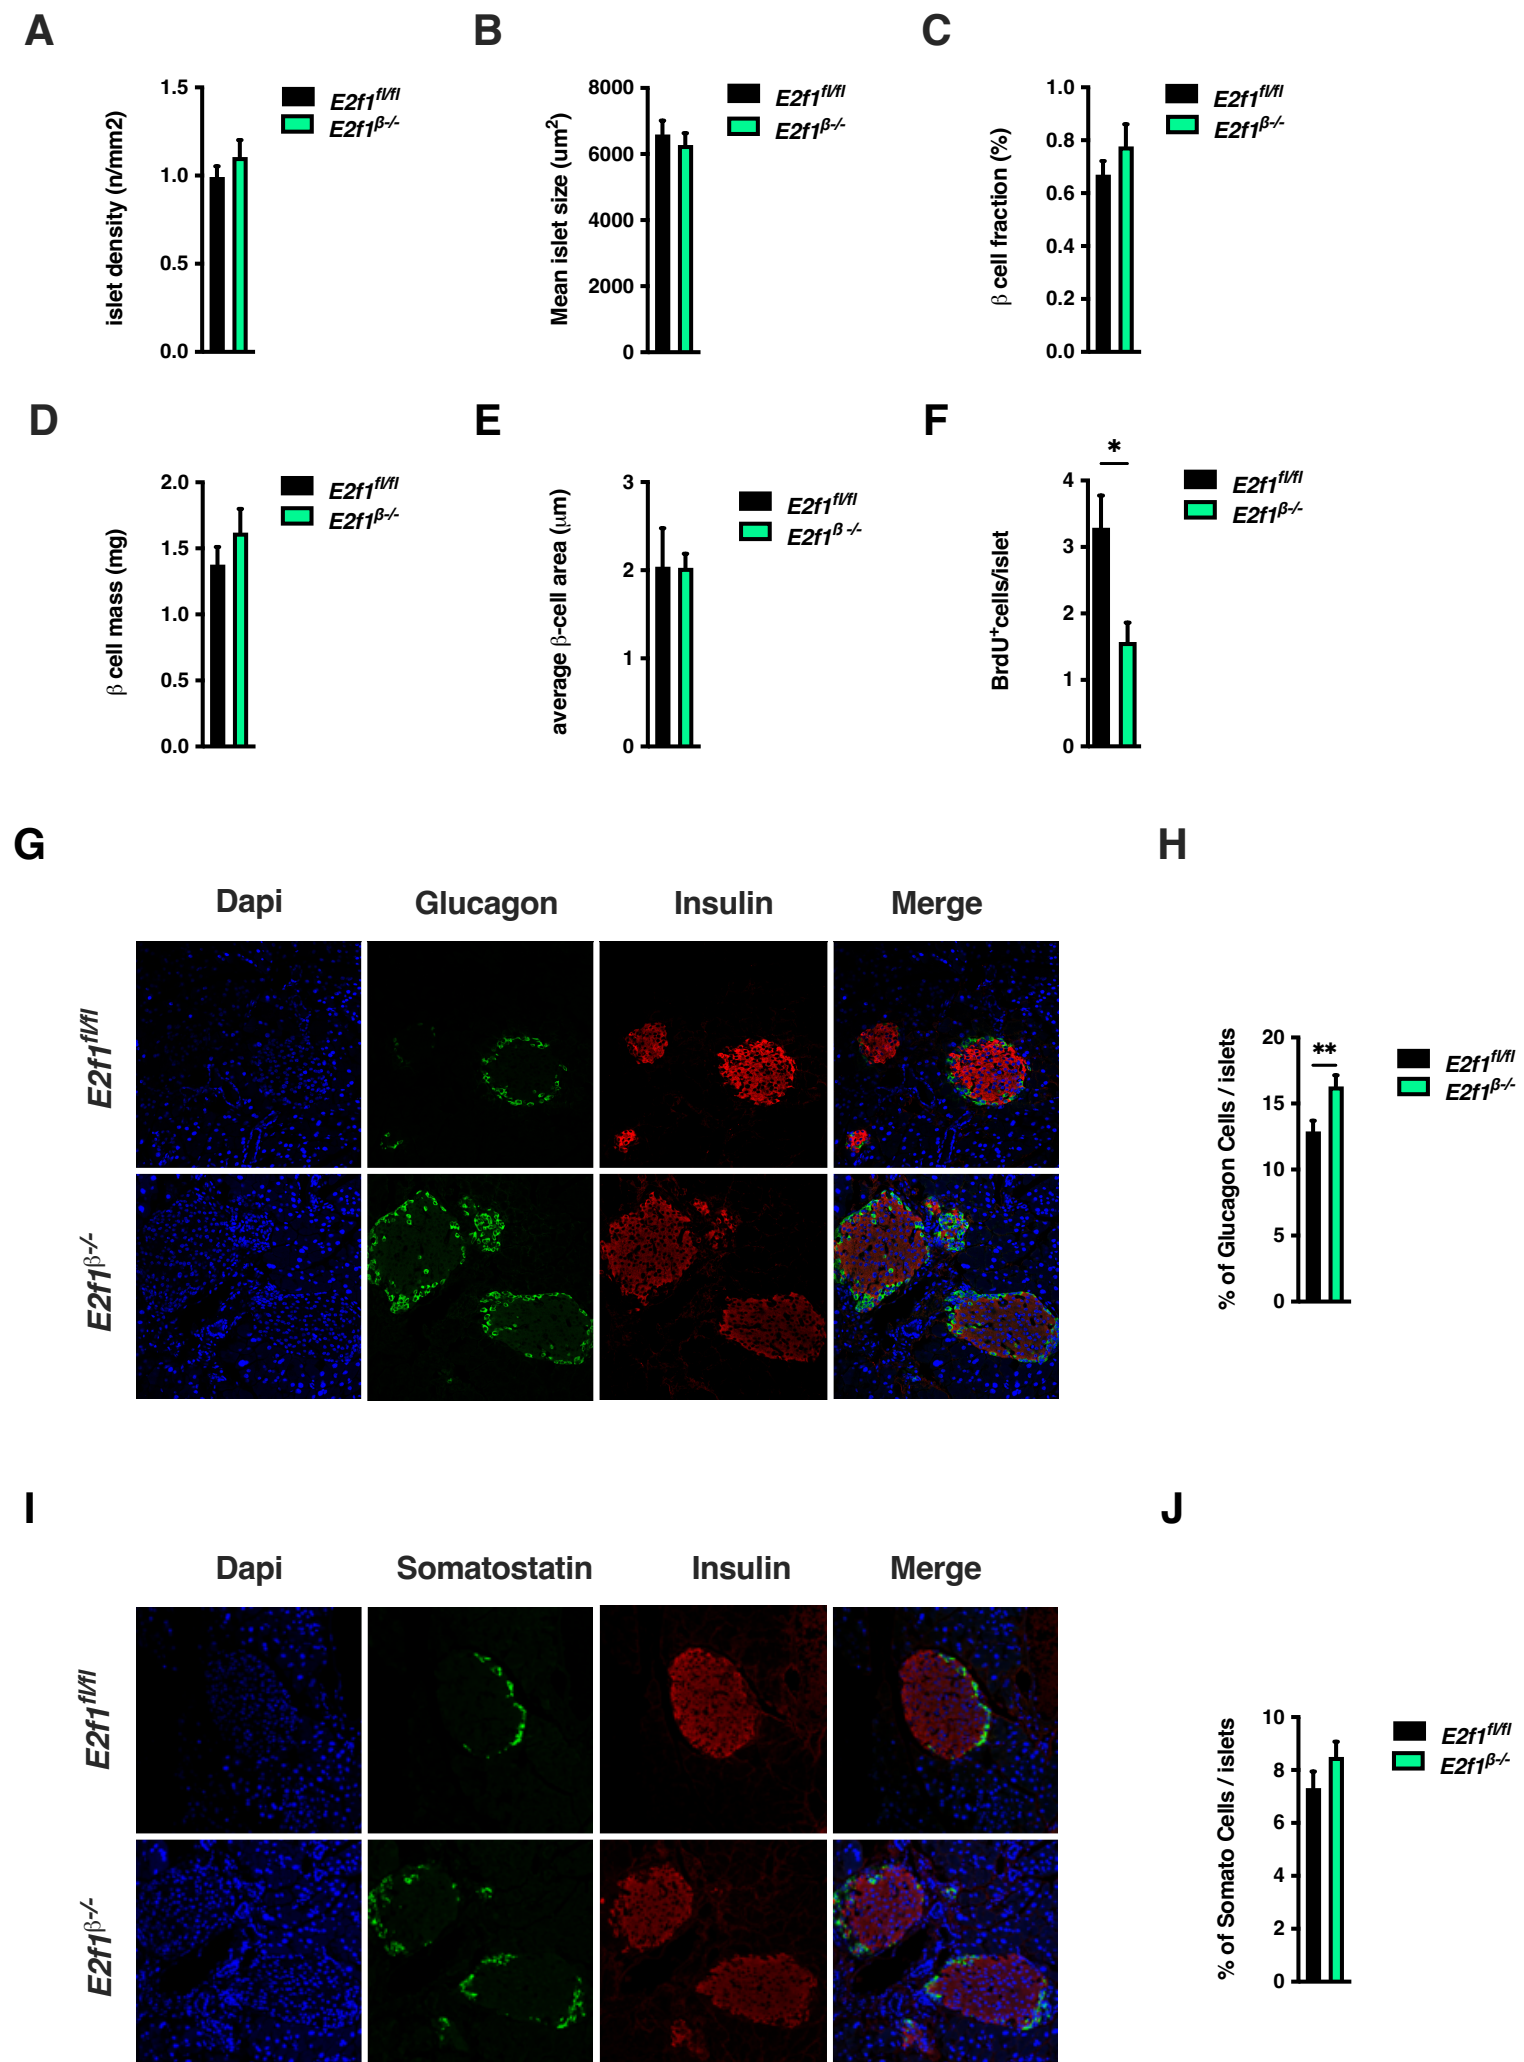 A
islet density (n/mm2)
1.5
1.0
0.5
0.0
E2f1fl/fl
E2f1β-/-
B
Mean islet size (um2)
8000
6000
4000
2000
0
E2f1fl/fl
E2f1β-/-
C
β cell fraction (%)
1.0
0.8
0.6
0.4
0.2
0.0
E2f1fl/fl
E2f1β-/-
D
β cell mass (mg)
2.0
1.5
1.0
0.5
0.0
E2f1fl/fl
E2f1β-/-
E
average β-cell area (μm)
3
2
1
0
E2f1fl/fl
E2f1β -/-
F
BrdU+cells/islet
4
3
2
1
0
*
E2f1fl/fl
E2f1β-/-
G
Dapi Glucagon Insulin Merge
E2f1fl/fl
E2f1β-/-
H
% of Glucagon Cells / islets
20
15
10
5
0
**
E2f1fl/fl
E2f1β-/-
I
Dapi Somatostatin Insulin Merge
E2f1fl/fl
E2f1β-/-
J
% of Somato Cells / islets
10
8
6
4
2
0
E2f1fl/fl
E2f1β-/-